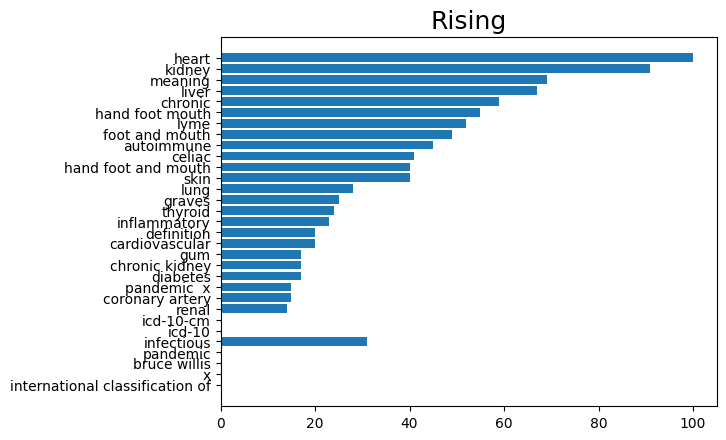 Rising
heart
kidney
meaning
liver
chronic
hand foot mouth
lyme
foot and mouth
autoimmune
celiac
hand foot and mouth
skin
lung
graves
thyroid
inflammatory
definition
cardiovascular
gum
chronic kidney
diabetes
pandemic  x
coronary artery
renal
icd-10-cm
icd-10
infectious
pandemic
bruce willis
x
international classification of
0 20 40 60 80 100